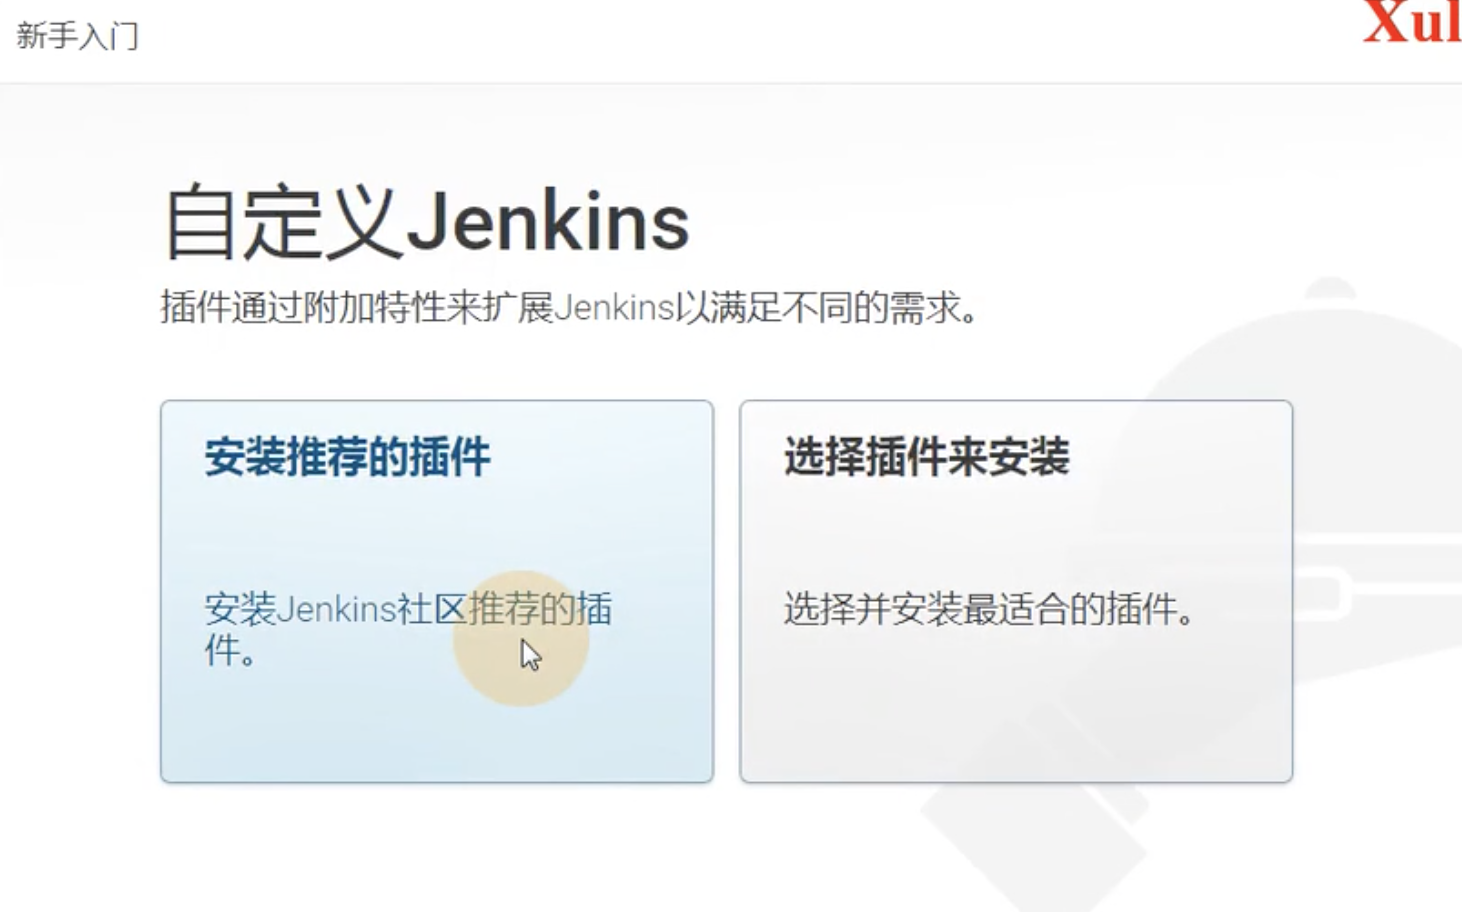 新手入门
Xul
自定义Jenkins
插件通过附加特性来扩展Jenkins以满足不同的需求。
安装推荐的插件
安装Jenkins社区推荐的插
件。
选择插件来安装
选择并安装最适合的插件。